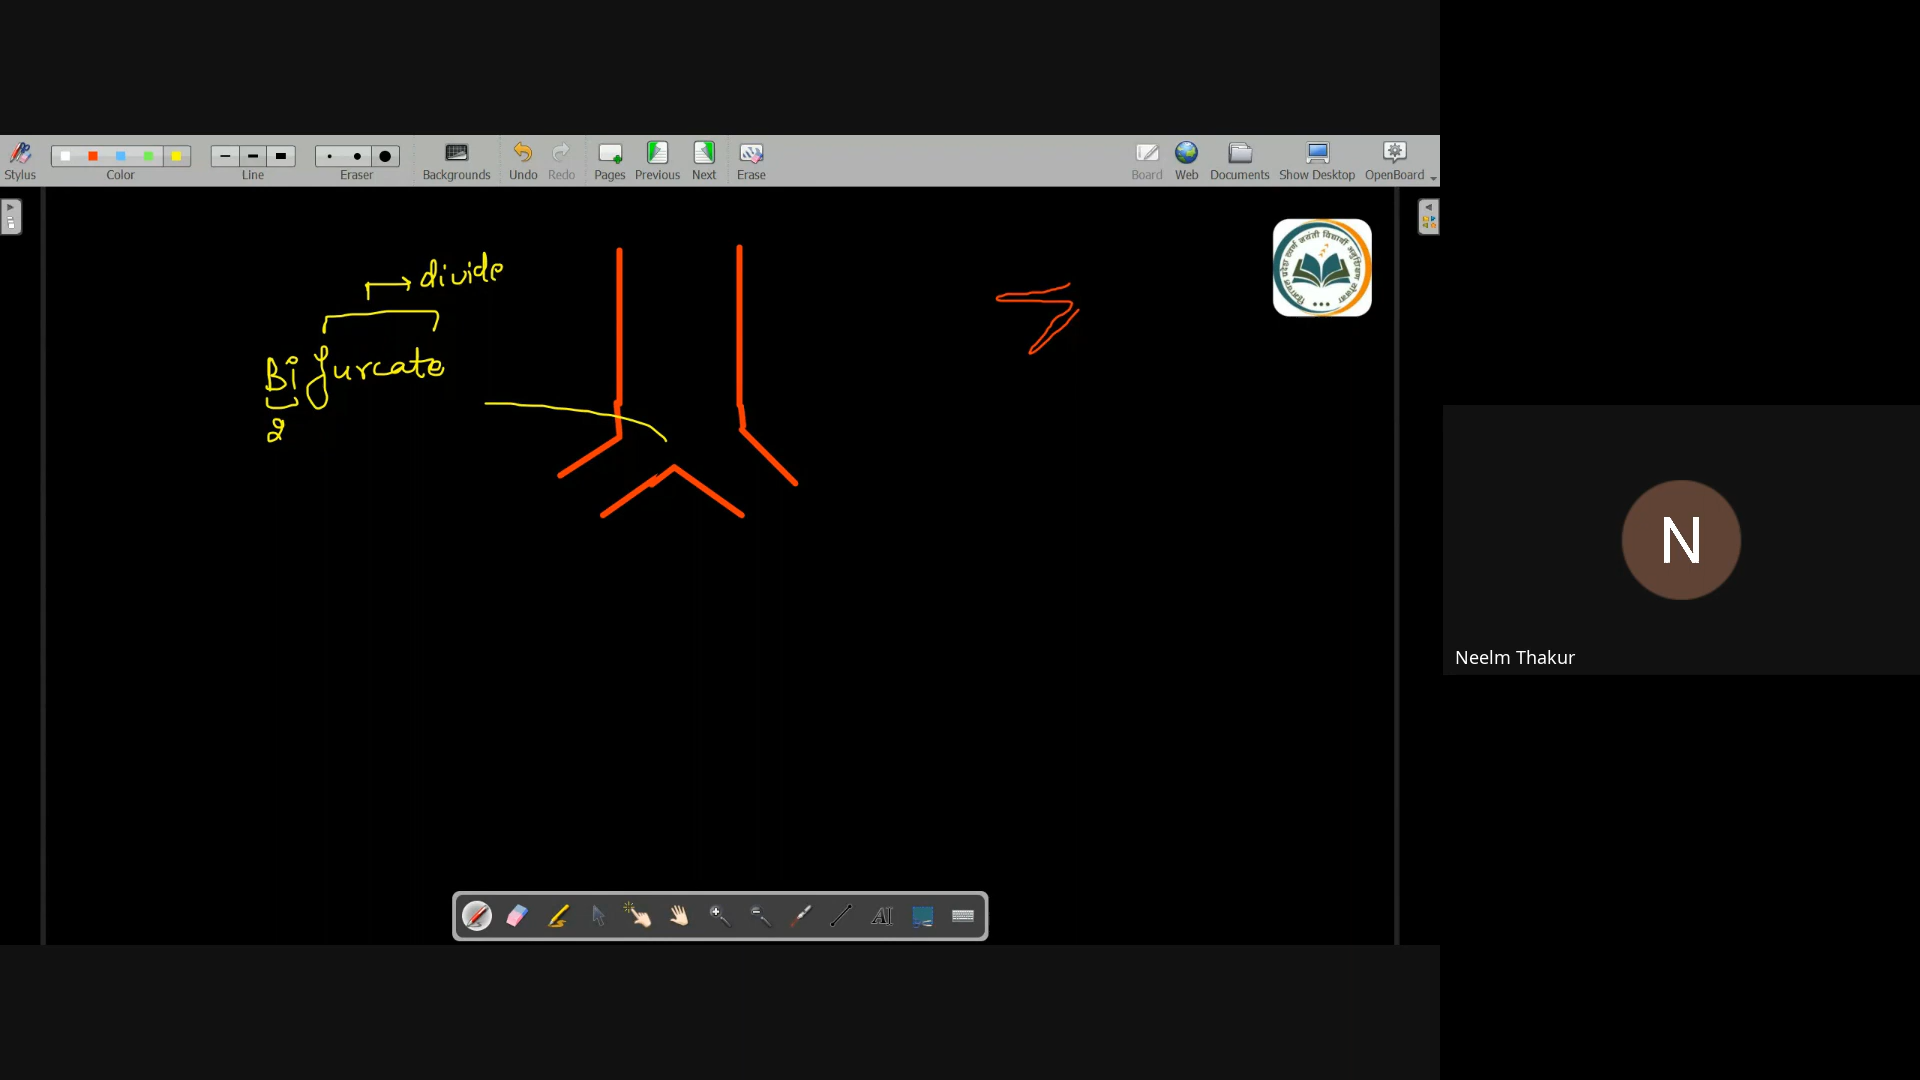 Stylus
Color
Line
Eraser
Backgrounds
Undo
Redo
Pages
Previous
Next
Erase
Board
Web
Documents
Show Desktop
OpenBoard
divide
Bifurcate
2
N
Neelm Thakur